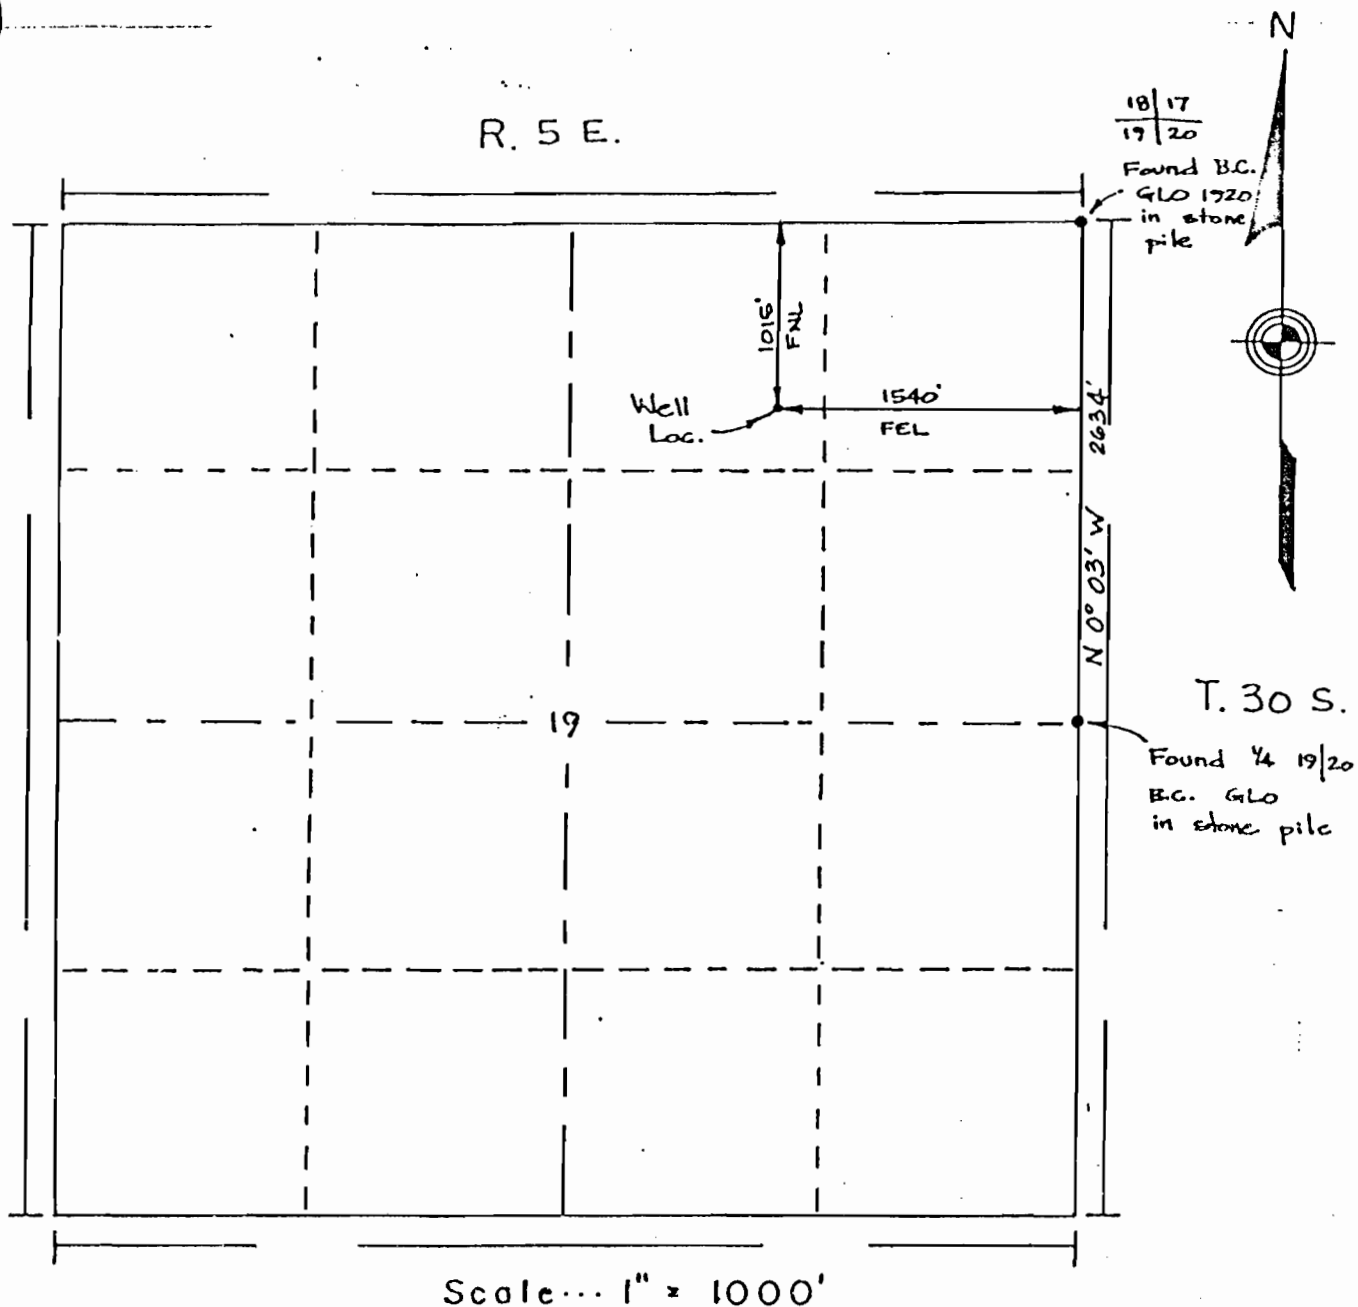 N
R. 5 E.
18 | 17
19 | 20
Found B.C.
GLO 1920
in stone
pile
1016'
FNL
Well
Loc.
1540'
FEL
2634'
N 0° 03' W
T. 30 S.
19
Found 1/4 19|20
B.C. GLO
in stone pile
Scale... 1" = 1000'